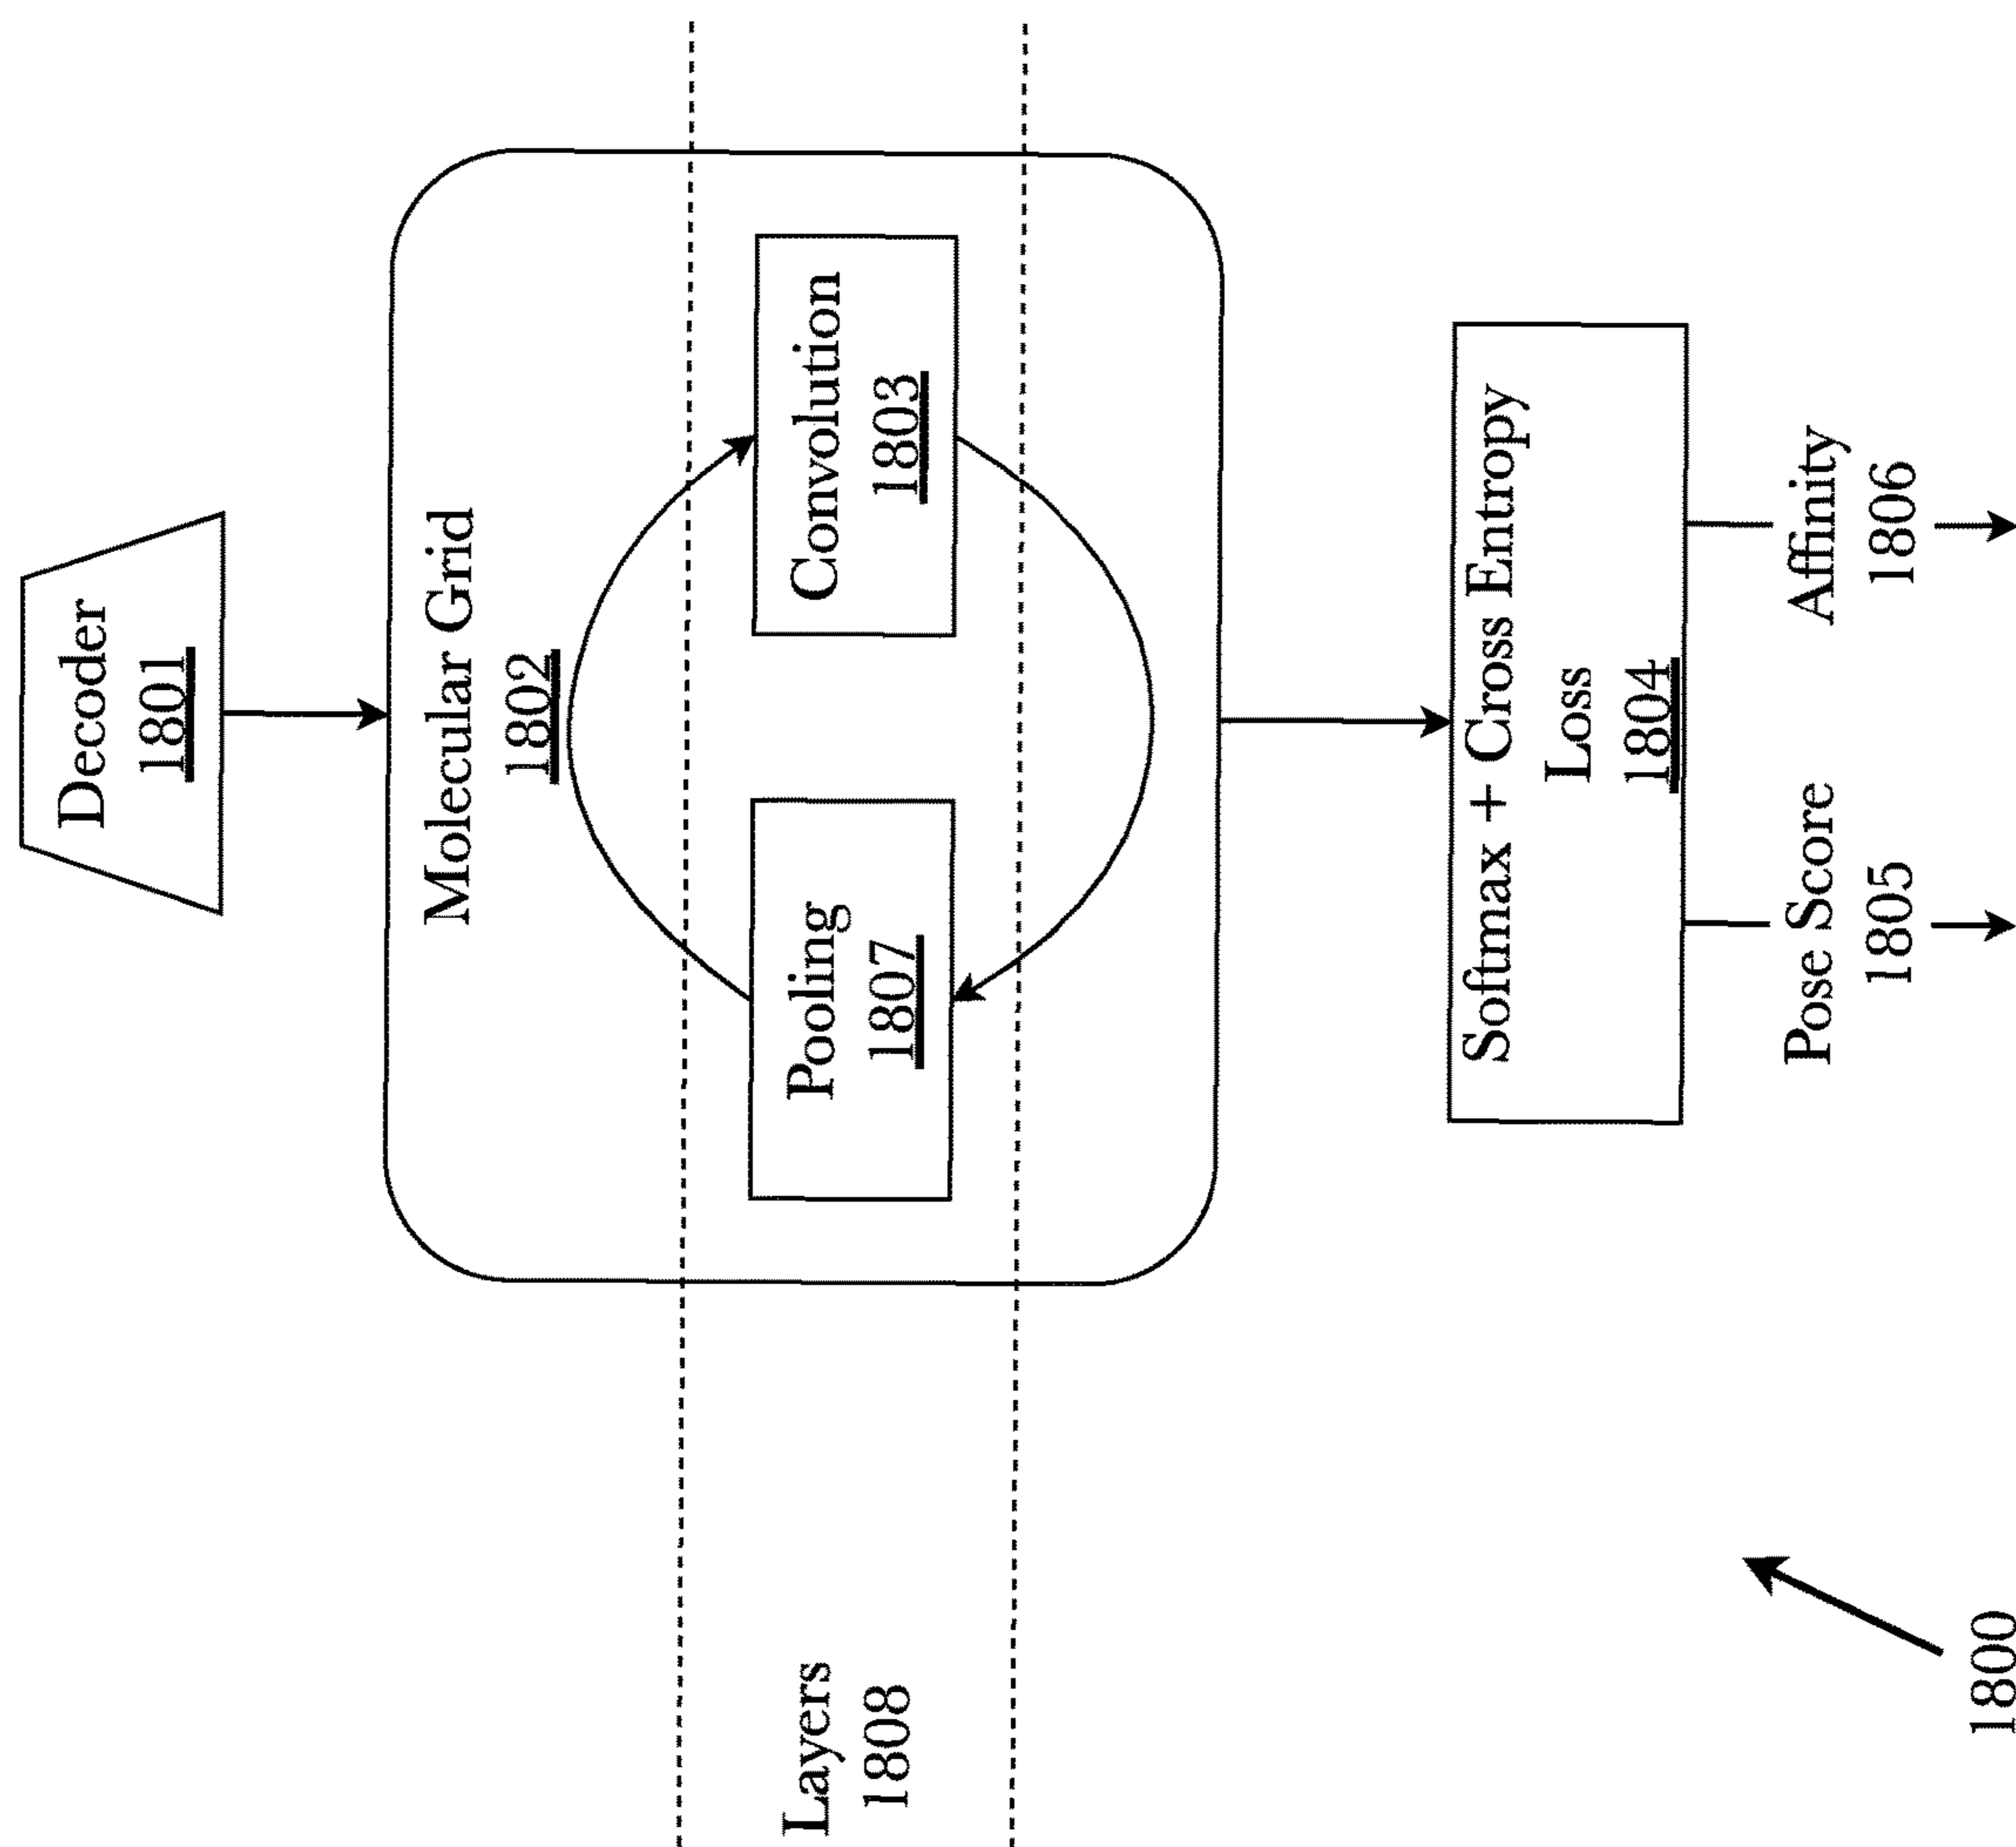 Decoder
1801
Molecular Grid
1802
Convolution
1803
Pooling
1807
Layers
1808
Softmax + Cross Entropy
Loss
1804
Affinity
1806
Pose Score
1805
1800